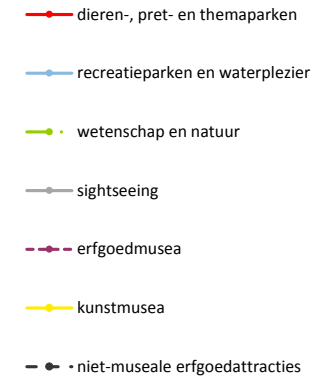 dieren-, pret- en themaparken
recreatieparken en waterplezier
wetenschap en natuur
sightseeing
erfgoedmusea
kunstmusea
niet-museale erfgoedattracties